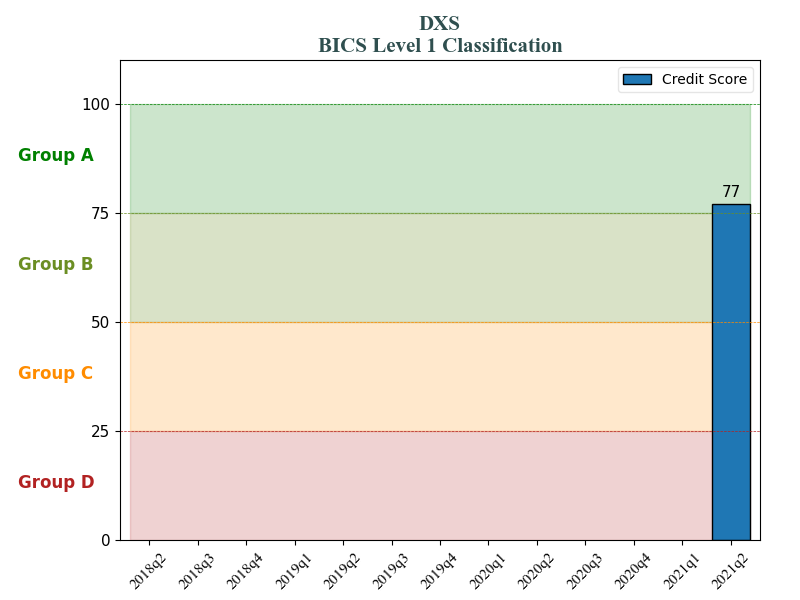 DXS
BICS Level 1 Classification
Credit Score
100
Group A
77
75
Group B
50
Group C
25
Group D
0
2018q2
2018q3
2018q4
2019q1
2019q2
2019q3
2019q4
2020q1
2020q2
2020q3
2020q4
2021q1
2021q2